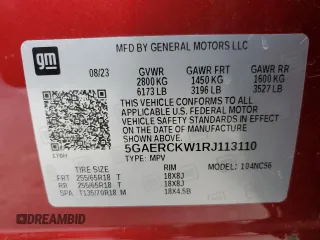 gm
MFD BY GENERAL MOTORS LLC
08/23 GVWR GAWR FRT GAWR RR
2800 KG 1450 KG 1600 KG
6173 LB 3196 LB 3527 LB
THIS VEHICLE CONFORMS TO ALL
APPLICABLE U.S. FEDERAL MOTOR
VEHICLE SAFETY STANDARDS IN EFFECT ON
THE DATE OF MANUFACTURE SHOWN ABOVE.
5GAERCKW1RJ113110
TYPE: MPV MODEL: 1D4NC56
TIRE SIZE RIM
FRT 255/65R18 T 18X8J
RR 255/65R18 T 18X8J
SPA T135/70R18 M 18X4.5B
DREAMBID